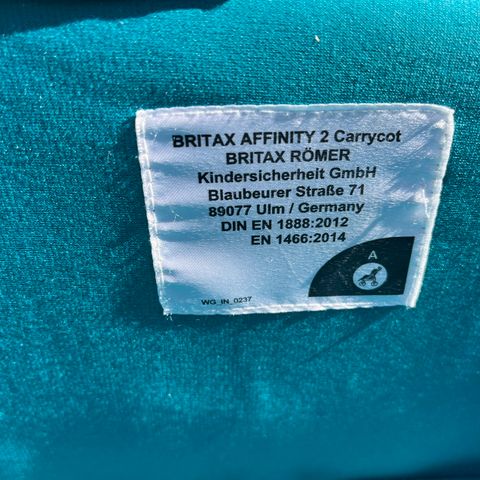 BRITAX AFFINITY 2 Carrycot
BRITAX RÖMER
Kindersicherheit GmbH
Blaubeurer Straße 71
89077 Ulm / Germany
DIN EN 1888:2012
EN 1466:2014
A
WG_IN_0237